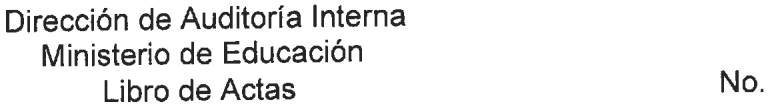 Dirección de Auditoría Interna
Ministerio de Educación
Libro de Actas
No.